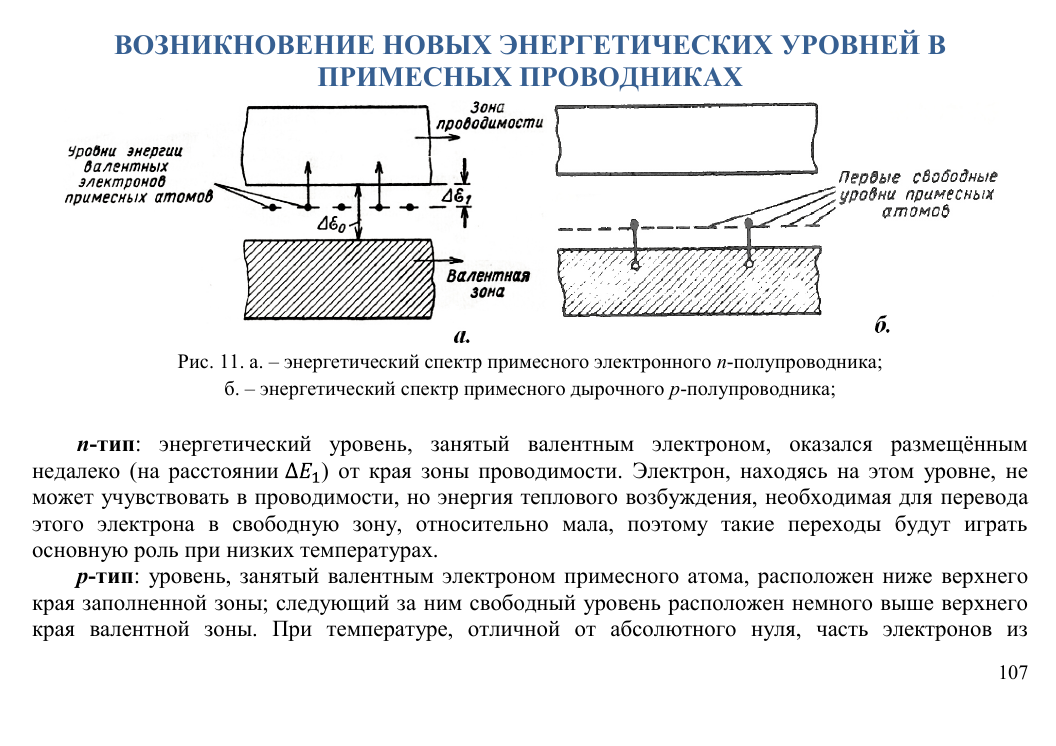 ВОЗНИКНОВЕНИЕ НОВЫХ ЭНЕРГЕТИЧЕСКИХ УРОВНЕЙ В
ПРИМЕСНЫХ ПРОВОДНИКАХ
Зона
проводимости
Уровни энергии
валентных
электронов
примесных атомов
Δℰ₁
Δℰ₀
Валентная
зона
а.
Первые свободные
уровни примесных
атомов
б.
Рис. 11. а. – энергетический спектр примесного электронного n-полупроводника;
б. – энергетический спектр примесного дырочного p-полупроводника;
n-тип: энергетический уровень, занятый валентным электроном, оказался размещённым
недалеко (на расстоянии Δ𝐸₁) от края зоны проводимости. Электрон, находясь на этом уровне, не
может учувствовать в проводимости, но энергия теплового возбуждения, необходимая для перевода
этого электрона в свободную зону, относительно мала, поэтому такие переходы будут играть
основную роль при низких температурах.
p-тип: уровень, занятый валентным электроном примесного атома, расположен ниже верхнего
края заполненной зоны; следующий за ним свободный уровень расположен немного выше верхнего
края валентной зоны. При температуре, отличной от абсолютного нуля, часть электронов из
107